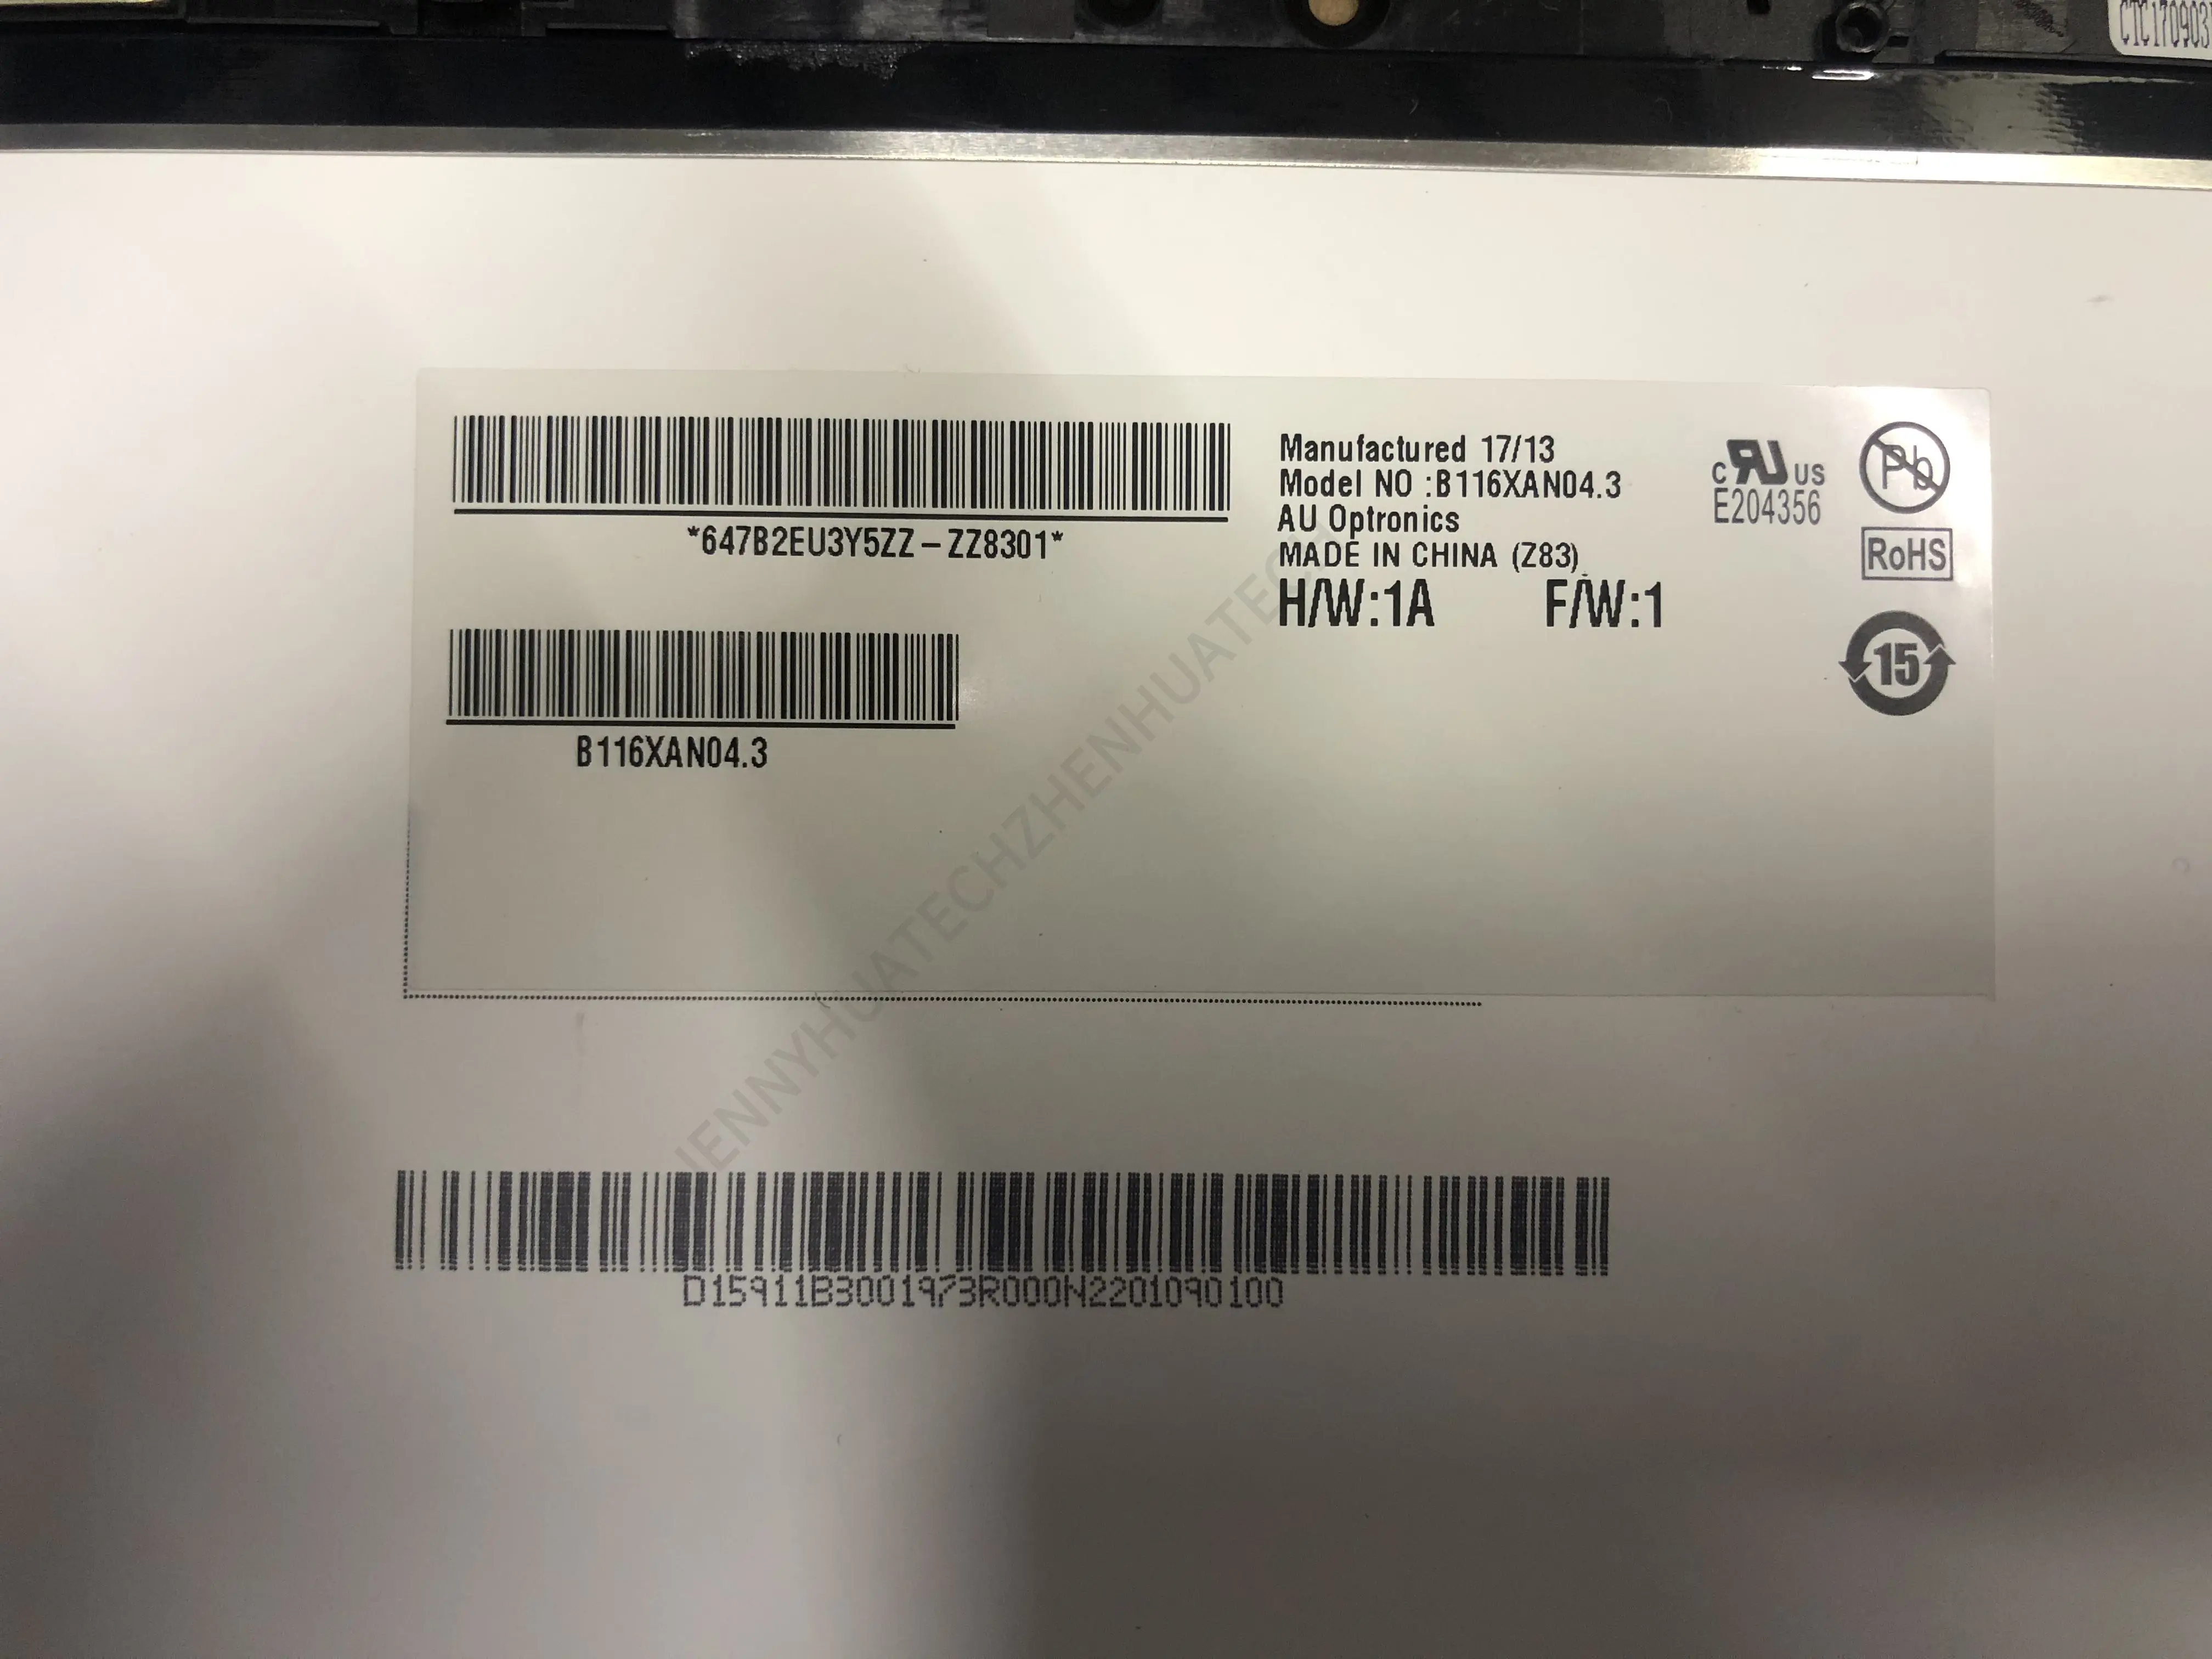 CTC170903
Manufactured 17/13
Model NO :B116XAN04.3
AU Optronics
MADE IN CHINA (Z83)
H/W:1A F/W:1
c RU US
E204356
Pb
RoHS
15
*647B2EU3Y5ZZ-ZZ8301*
B116XAN04.3
JENNYHUATECHZHENHUATECH
D15911B3001973R000N2201090100